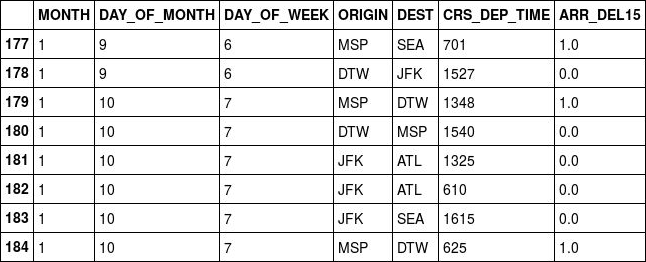 MONTH DAY_OF_MONTH DAY_OF_WEEK ORIGIN DEST CRS_DEP_TIME ARR_DEL15
177 1 9 6 MSP SEA 701 1.0
178 1 9 6 DTW JFK 1527 0.0
179 1 10 7 MSP DTW 1348 1.0
180 1 10 7 DTW MSP 1540 0.0
181 1 10 7 JFK ATL 1325 0.0
182 1 10 7 JFK ATL 610 0.0
183 1 10 7 JFK SEA 1615 0.0
184 1 10 7 MSP DTW 625 1.0